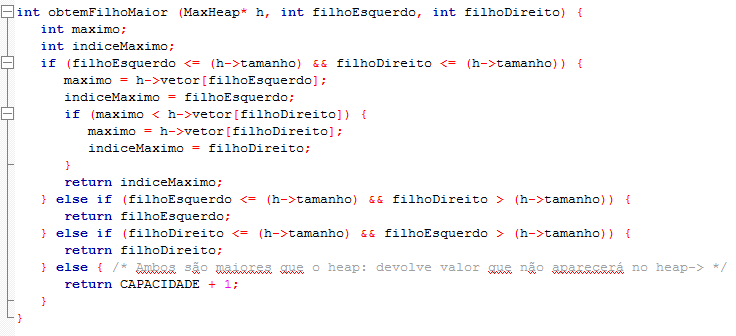 int obtemFilhoMaior (MaxHeap* h, int filhoEsquerdo, int filhoDireito) {
int maximo;
int indiceMaximo;
if (filhoEsquerdo <= (h->tamanho) && filhoDireito <= (h->tamanho)) {
maximo = h->vetor[filhoEsquerdo];
indiceMaximo = filhoEsquerdo;
if (maximo < h->vetor[filhoDireito]) {
maximo = h->vetor[filhoDireito];
indiceMaximo = filhoDireito;
}
return indiceMaximo;
} else if (filhoEsquerdo <= (h->tamanho) && filhoDireito > (h->tamanho)) {
return filhoEsquerdo;
} else if (filhoDireito <= (h->tamanho) && filhoEsquerdo > (h->tamanho)) {
return filhoDireito;
} else { /* Ambos são maiores que o heap: devolve valor que não aparecerá no heap-> */
return CAPACIDADE + 1;
}
}